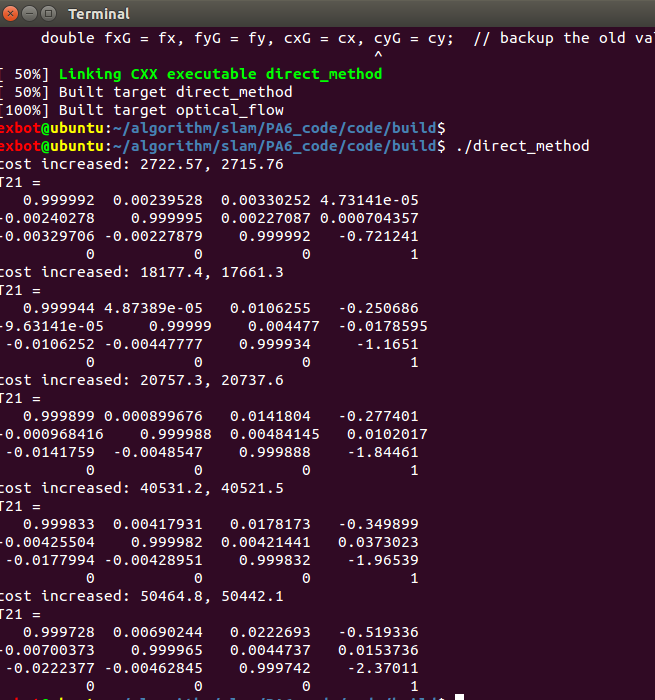 Terminal
double fxG = fx, fyG = fy, cxG = cx, cyG = cy;  // backup the old val
^
[ 50%] Linking CXX executable direct_method
[ 50%] Built target direct_method
[100%] Built target optical_flow
exbot@ubuntu:~/algorithm/slam/PA6_code/code/build$
exbot@ubuntu:~/algorithm/slam/PA6_code/code/build$ ./direct_method
cost increased: 2722.57, 2715.76
T21 =
0.999992 0.00239528 0.00330252 4.73141e-05
-0.00240278 0.999995 0.00227087 0.000704357
-0.00329706 -0.00227879 0.999992 -0.721241
0 0 0 1
cost increased: 18177.4, 17661.3
T21 =
0.999944 4.87389e-05 0.0106255 -0.250686
-9.63141e-05 0.99999 0.004477 -0.0178595
-0.0106252 -0.00447777 0.999934 -1.1651
0 0 0 1
cost increased: 20757.3, 20737.6
T21 =
0.999899 0.000899676 0.0141804 -0.277401
-0.000968416 0.999988 0.00484145 0.0102017
-0.0141759 -0.0048547 0.999888 -1.84461
0 0 0 1
cost increased: 40531.2, 40521.5
T21 =
0.999833 0.00417931 0.0178173 -0.349899
-0.00425504 0.999982 0.00421441 0.0373023
-0.0177994 -0.00428951 0.999832 -1.96539
0 0 0 1
cost increased: 50464.8, 50442.1
T21 =
0.999728 0.00690244 0.0222693 -0.519336
-0.00700373 0.999965 0.0044737 0.0153736
-0.0222377 -0.00462845 0.999742 -2.37011
0 0 0 1
exbot@ubuntu:~/algorithm/slam/PA6_code/code/build$